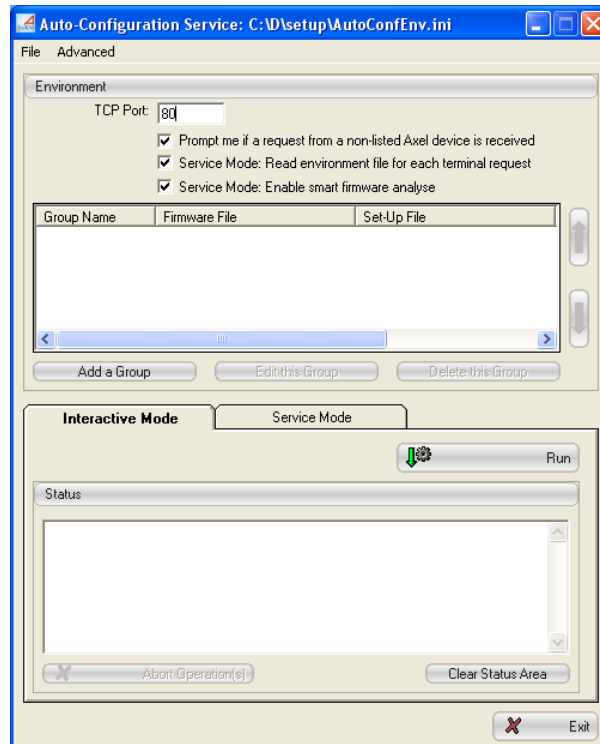 Auto-Configuration Service: C:\D\setup\AutoConfEnv.ini
File Advanced
Environment
TCP Port: 80
Prompt me if a request from a non-listed Axel device is received
Service Mode: Read environment file for each terminal request
Service Mode: Enable smart firmware analyse
Group Name Firmware File Set-Up File
Add a Group Edit this Group Delete this Group
Interactive Mode Service Mode
Run
Status
Abort Operation(s) Clear Status Area
Exit